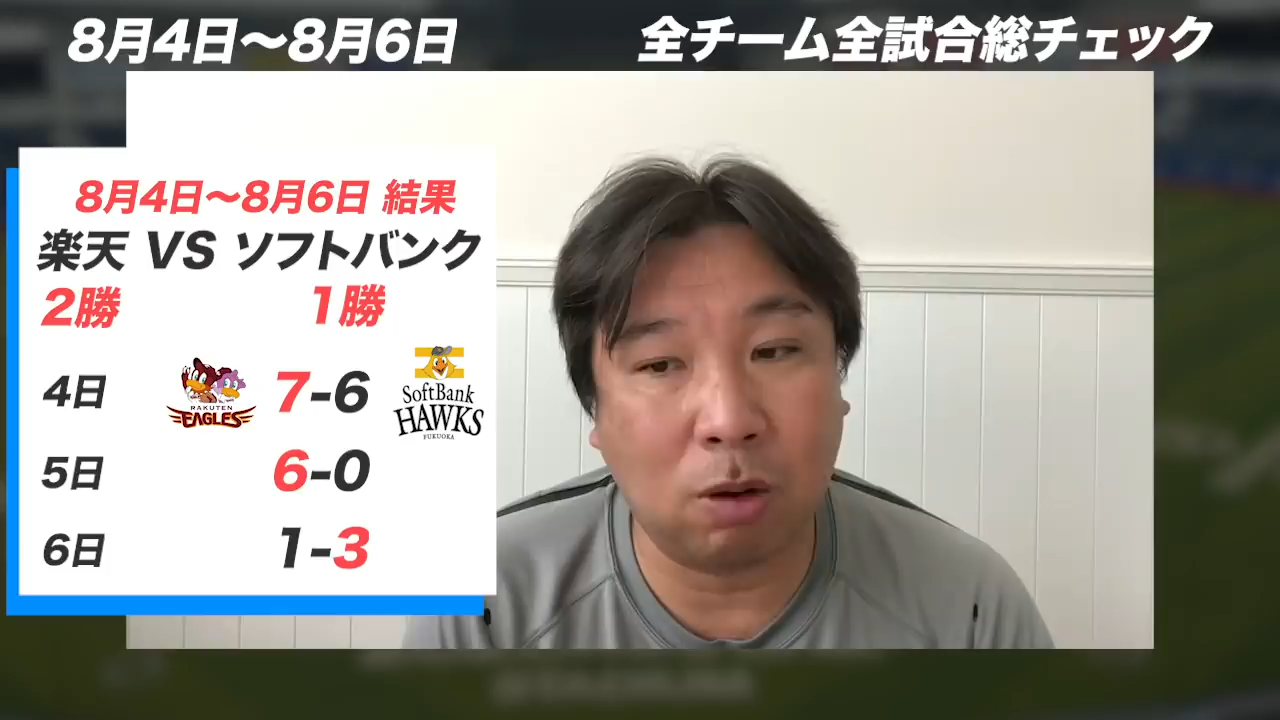 8月4日〜8月6日
全チーム全試合総チェック
8月4日〜8月6日 結果
楽天 VS ソフトバンク
2勝 1勝
4日 7-6
RAKUTEN
EAGLES
SoftBank
HAWKS
FUKUOKA
5日 6-0
6日 1-3